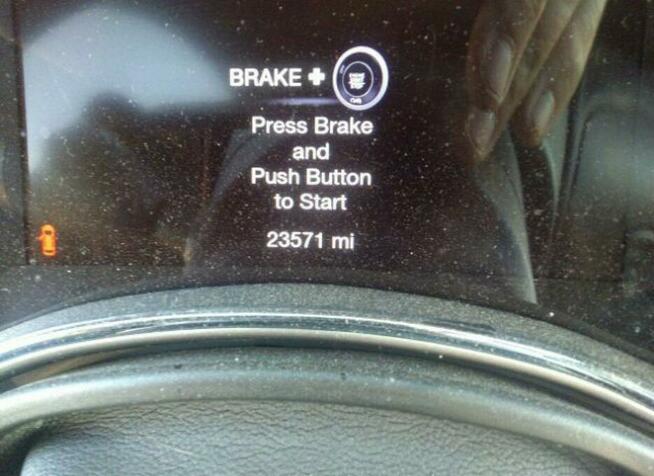 BRAKE +
Press Brake
and
Push Button
to Start
23571 mi